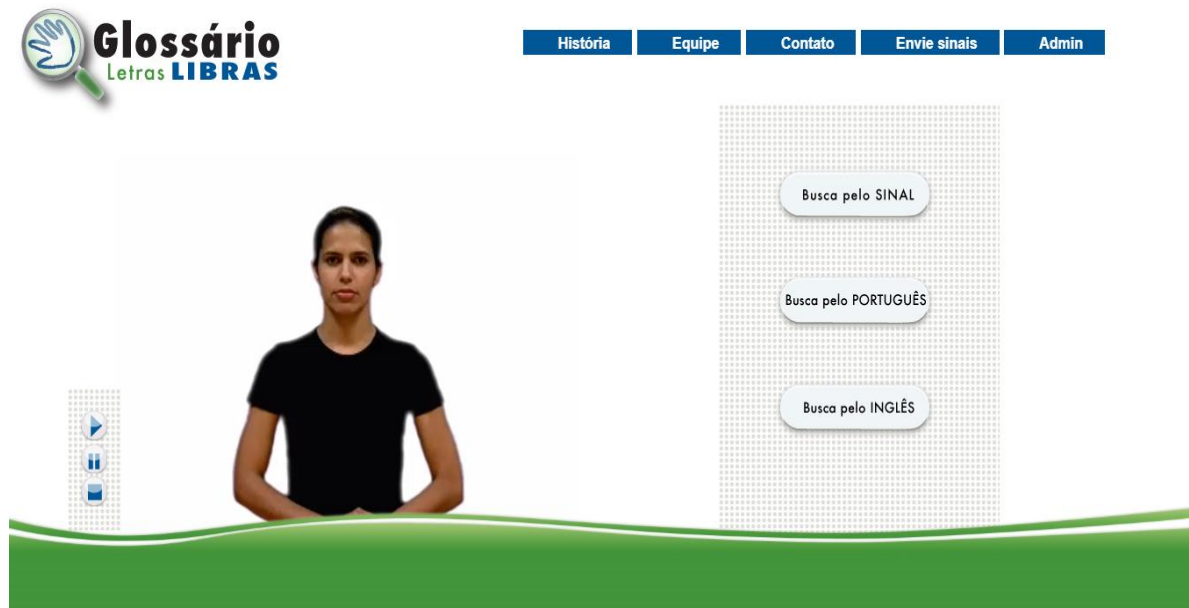 Glossário
Letras LIBRAS
História Equipe Contato Envie sinais Admin
Busca pelo SINAL
Busca pelo PORTUGUÊS
Busca pelo INGLÊS